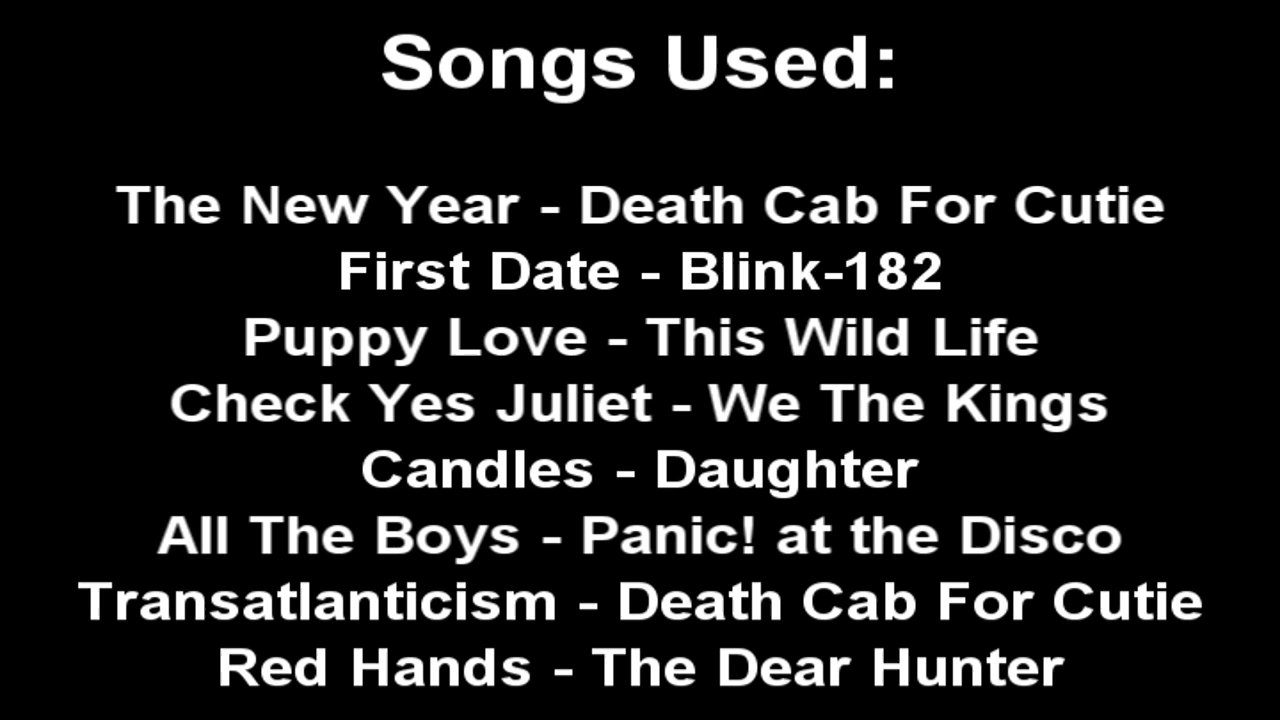 Songs Used:
The New Year - Death Cab For Cutie
First Date - Blink-182
Puppy Love - This Wild Life
Check Yes Juliet - We The Kings
Candles - Daughter
All The Boys - Panic! at the Disco
Transatlanticism - Death Cab For Cutie
Red Hands - The Dear Hunter